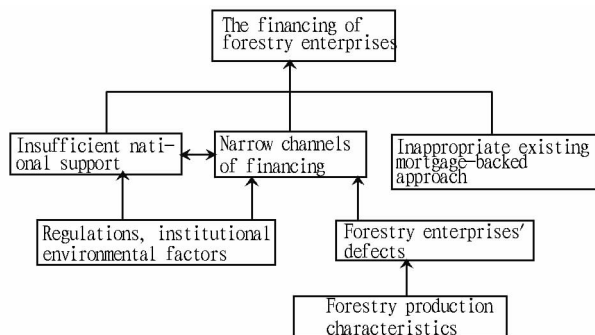 The financing of
forestry enterprises
Insufficient nati-
onal support
Narrow channels
of financing
Inappropriate existing
mortgage-backed
approach
Regulations, institutional
environmental factors
Forestry enterprises'
defects
Forestry production
characteristics